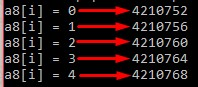 a8[i] = 0 4210752
a8[i] = 1 4210756
a8[i] = 2 4210760
a8[i] = 3 4210764
a8[i] = 4 4210768